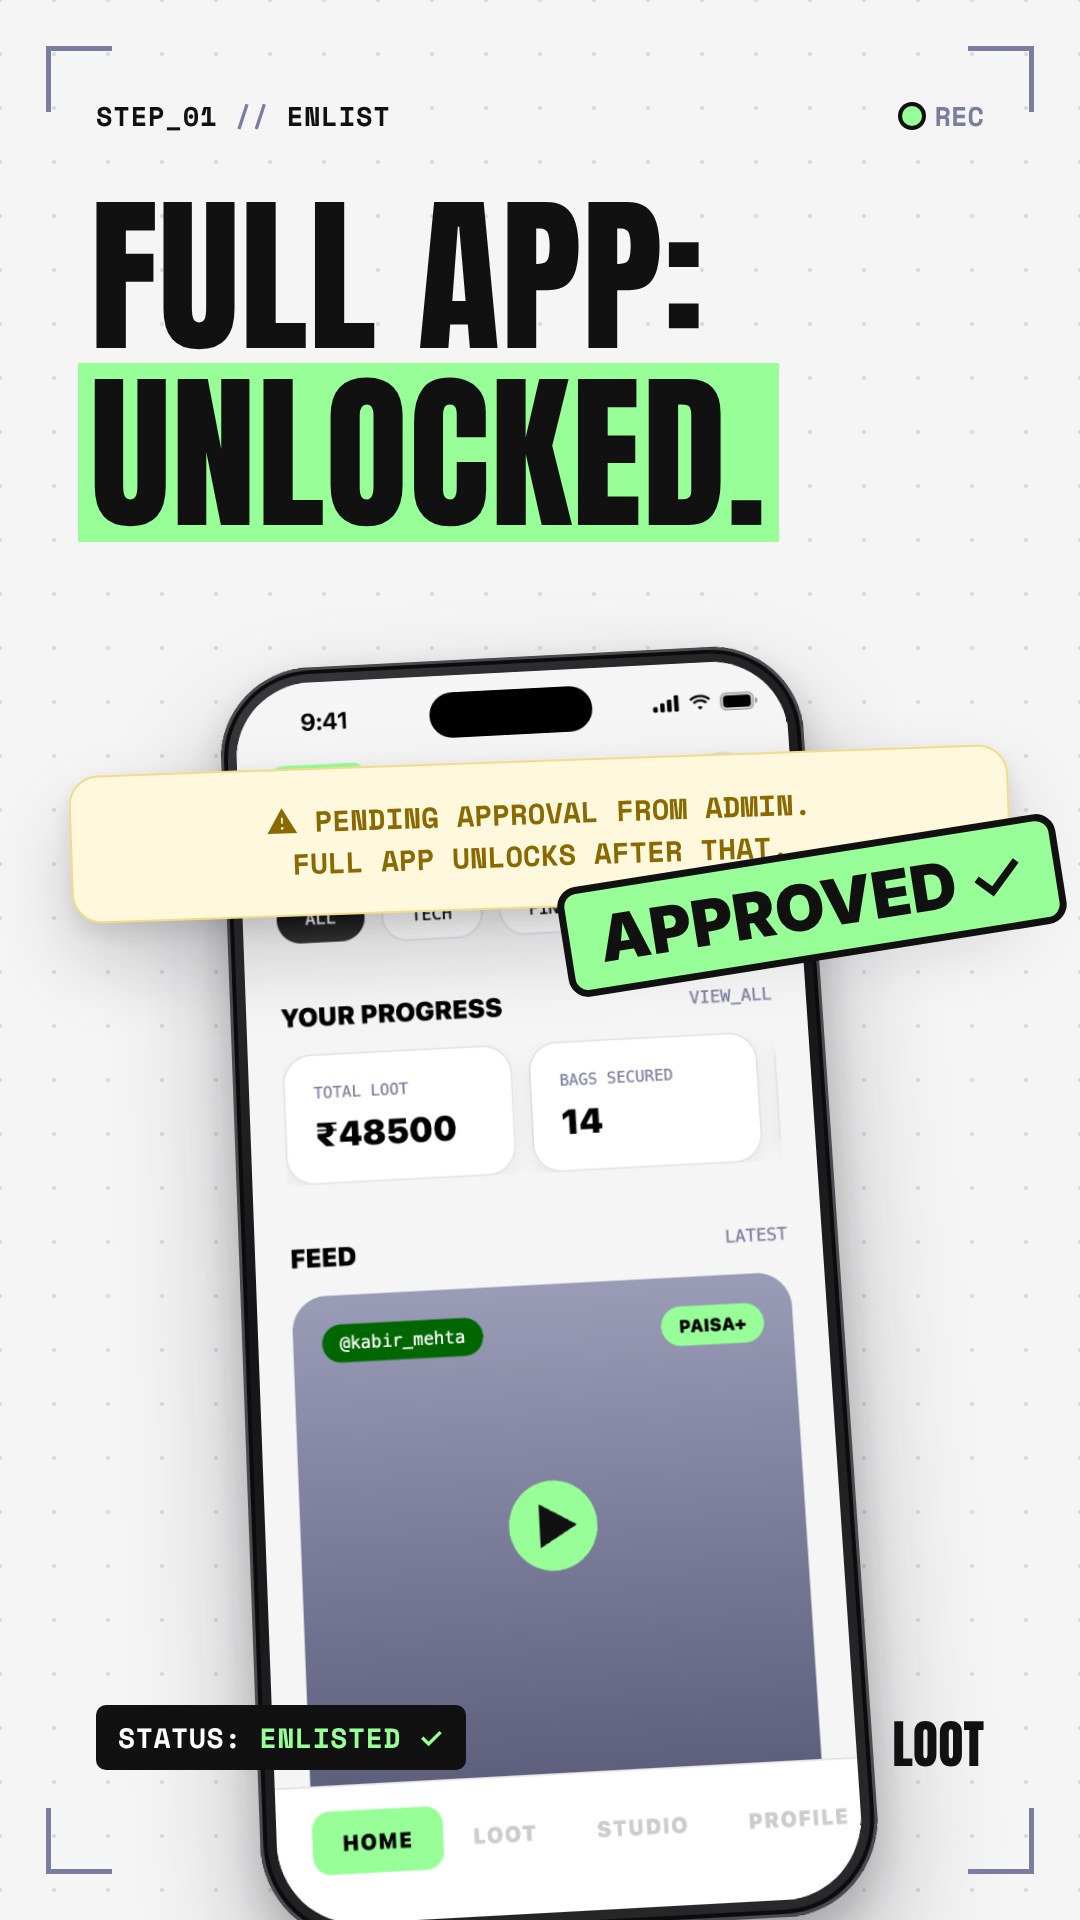 STEP_01 // ENLIST
REC
FULL APP:
UNLOCKED.
9:41
⚠ PENDING APPROVAL FROM ADMIN.
FULL APP UNLOCKS AFTER THAT.
APPROVED ✓
ALL
TECH
YOUR PROGRESS
VIEW_ALL
TOTAL LOOT
₹48500
BAGS SECURED
14
FEED
LATEST
@kabir_mehta
PAISA+
STATUS: ENLISTED ✓
LOOT
HOME
LOOT
STUDIO
PROFILE